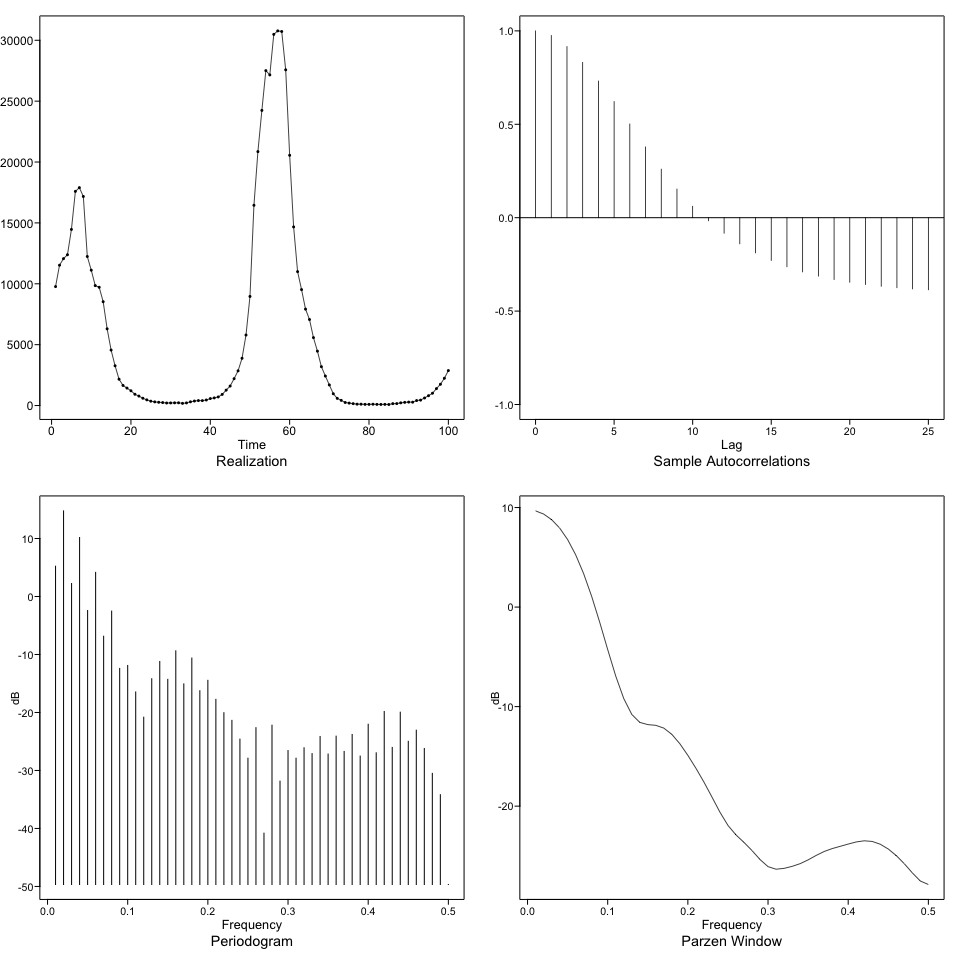 30000
25000
20000
15000
10000
5000
0
0 20 40 60 80 100
Time
Realization
1.0
0.5
0.0
-0.5
-1.0
0 5 10 15 20 25
Lag
Sample Autocorrelations
10
0
-10
-20
-30
-40
-50
dB
0.0 0.1 0.2 0.3 0.4 0.5
Frequency
Periodogram
10
0
-10
-20
dB
0.0 0.1 0.2 0.3 0.4 0.5
Frequency
Parzen Window